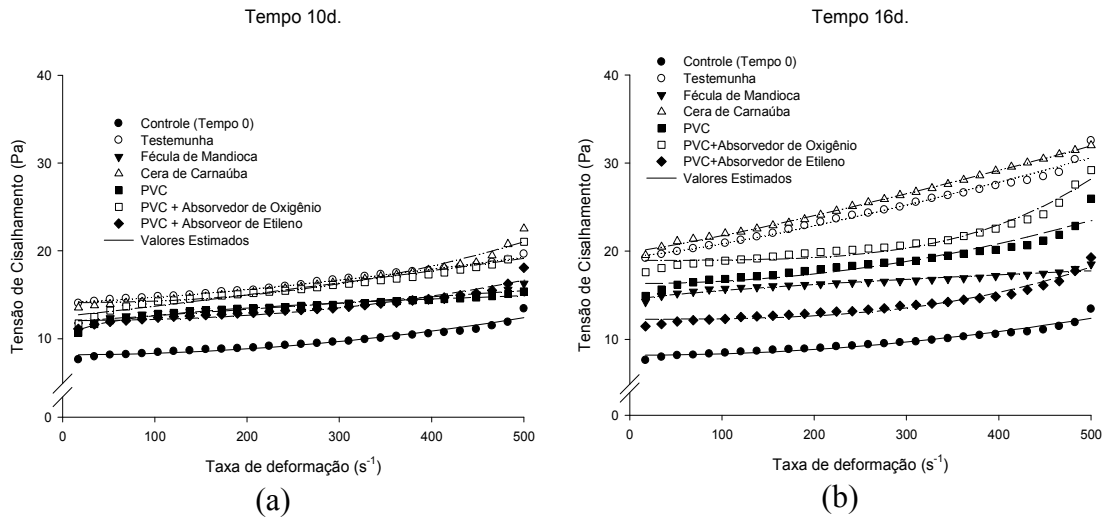 Tempo 10d.
Tensão de Cisalhamento (Pa)
40
30
20
10
0
Controle (Tempo 0)
Testemunha
Fécula de Mandioca
Cera de Carnaúba
PVC
PVC + Absorvedor de Oxigênio
PVC + Absorveor de Etileno
Valores Estimados
0 100 200 300 400 500
Taxa de deformação (s-1)
(a)
Tempo 16d.
Tensão de Cisalhamento (Pa)
40
30
20
10
0
Controle (Tempo 0)
Testemunha
Fécula de Mandioca
Cera de Carnaúba
PVC
PVC+Absorvedor de Oxigênio
PVC+Absorvedor de Etileno
Valores Estimados
0 100 200 300 400 500
Taxa de deformação (s-1)
(b)